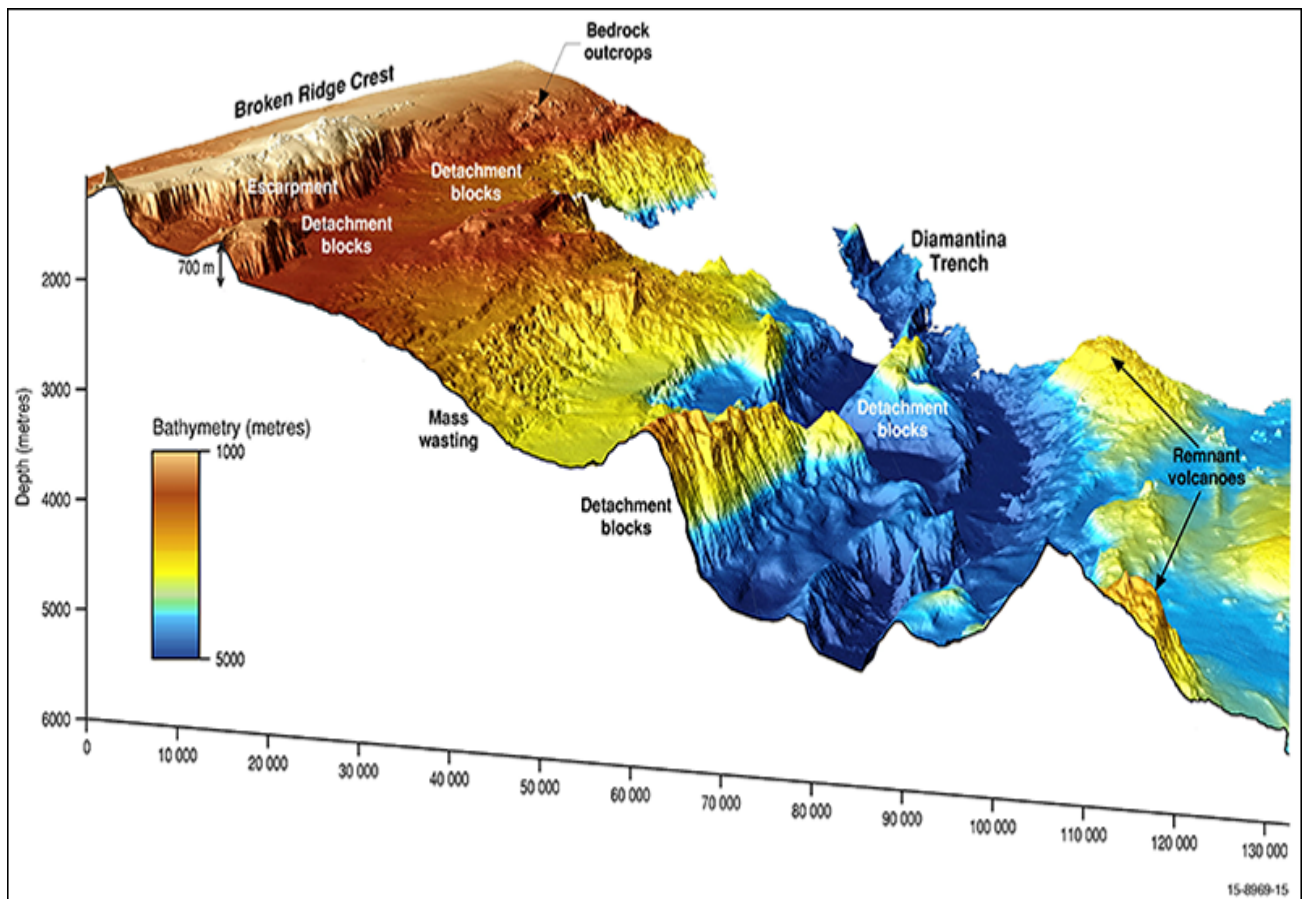 Bedrock
outcrops
Broken Ridge Crest
Escarpment
Detachment
blocks
Detachment
blocks
700 m
Diamantina
Trench
2000
3000
4000
5000
6000
Depth (metres)
Mass
wasting
Detachment
blocks
Detachment
blocks
Remnant
volcanoes
Bathymetry (metres)
1000
5000
0
10 000
20 000
30 000
40 000
50 000
60 000
70 000
80 000
90 000
100 000
110 000
120 000
130 000
15-8969-15